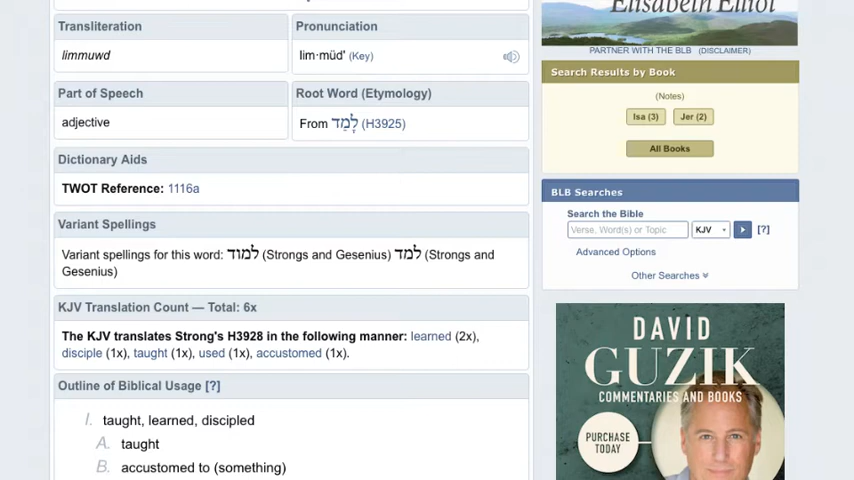 Elisabeth Elliot
PARTNER WITH THE BLB (DISCLAIMER)
Transliteration
Pronunciation
limmuwd
lim·müd' (Key)
Part of Speech
Root Word (Etymology)
adjective
From לָמַד (H3925)
Dictionary Aids
TWOT Reference: 1116a
Variant Spellings
Variant spellings for this word: למוד (Strongs and Gesenius) למד (Strongs and
Gesenius)
KJV Translation Count — Total: 6x
The KJV translates Strong's H3928 in the following manner: learned (2x),
disciple (1x), taught (1x), used (1x), accustomed (1x).
Outline of Biblical Usage [?]
I. taught, learned, discipled
A. taught
B. accustomed to (something)
Search Results by Book
(Notes)
Isa (3) Jer (2)
All Books
BLB Searches
Search the Bible
Verse, Word(s) or Topic KJV [?]
Advanced Options
Other Searches
DAVID
GUZIK
COMMENTARIES AND BOOKS
PURCHASE
TODAY